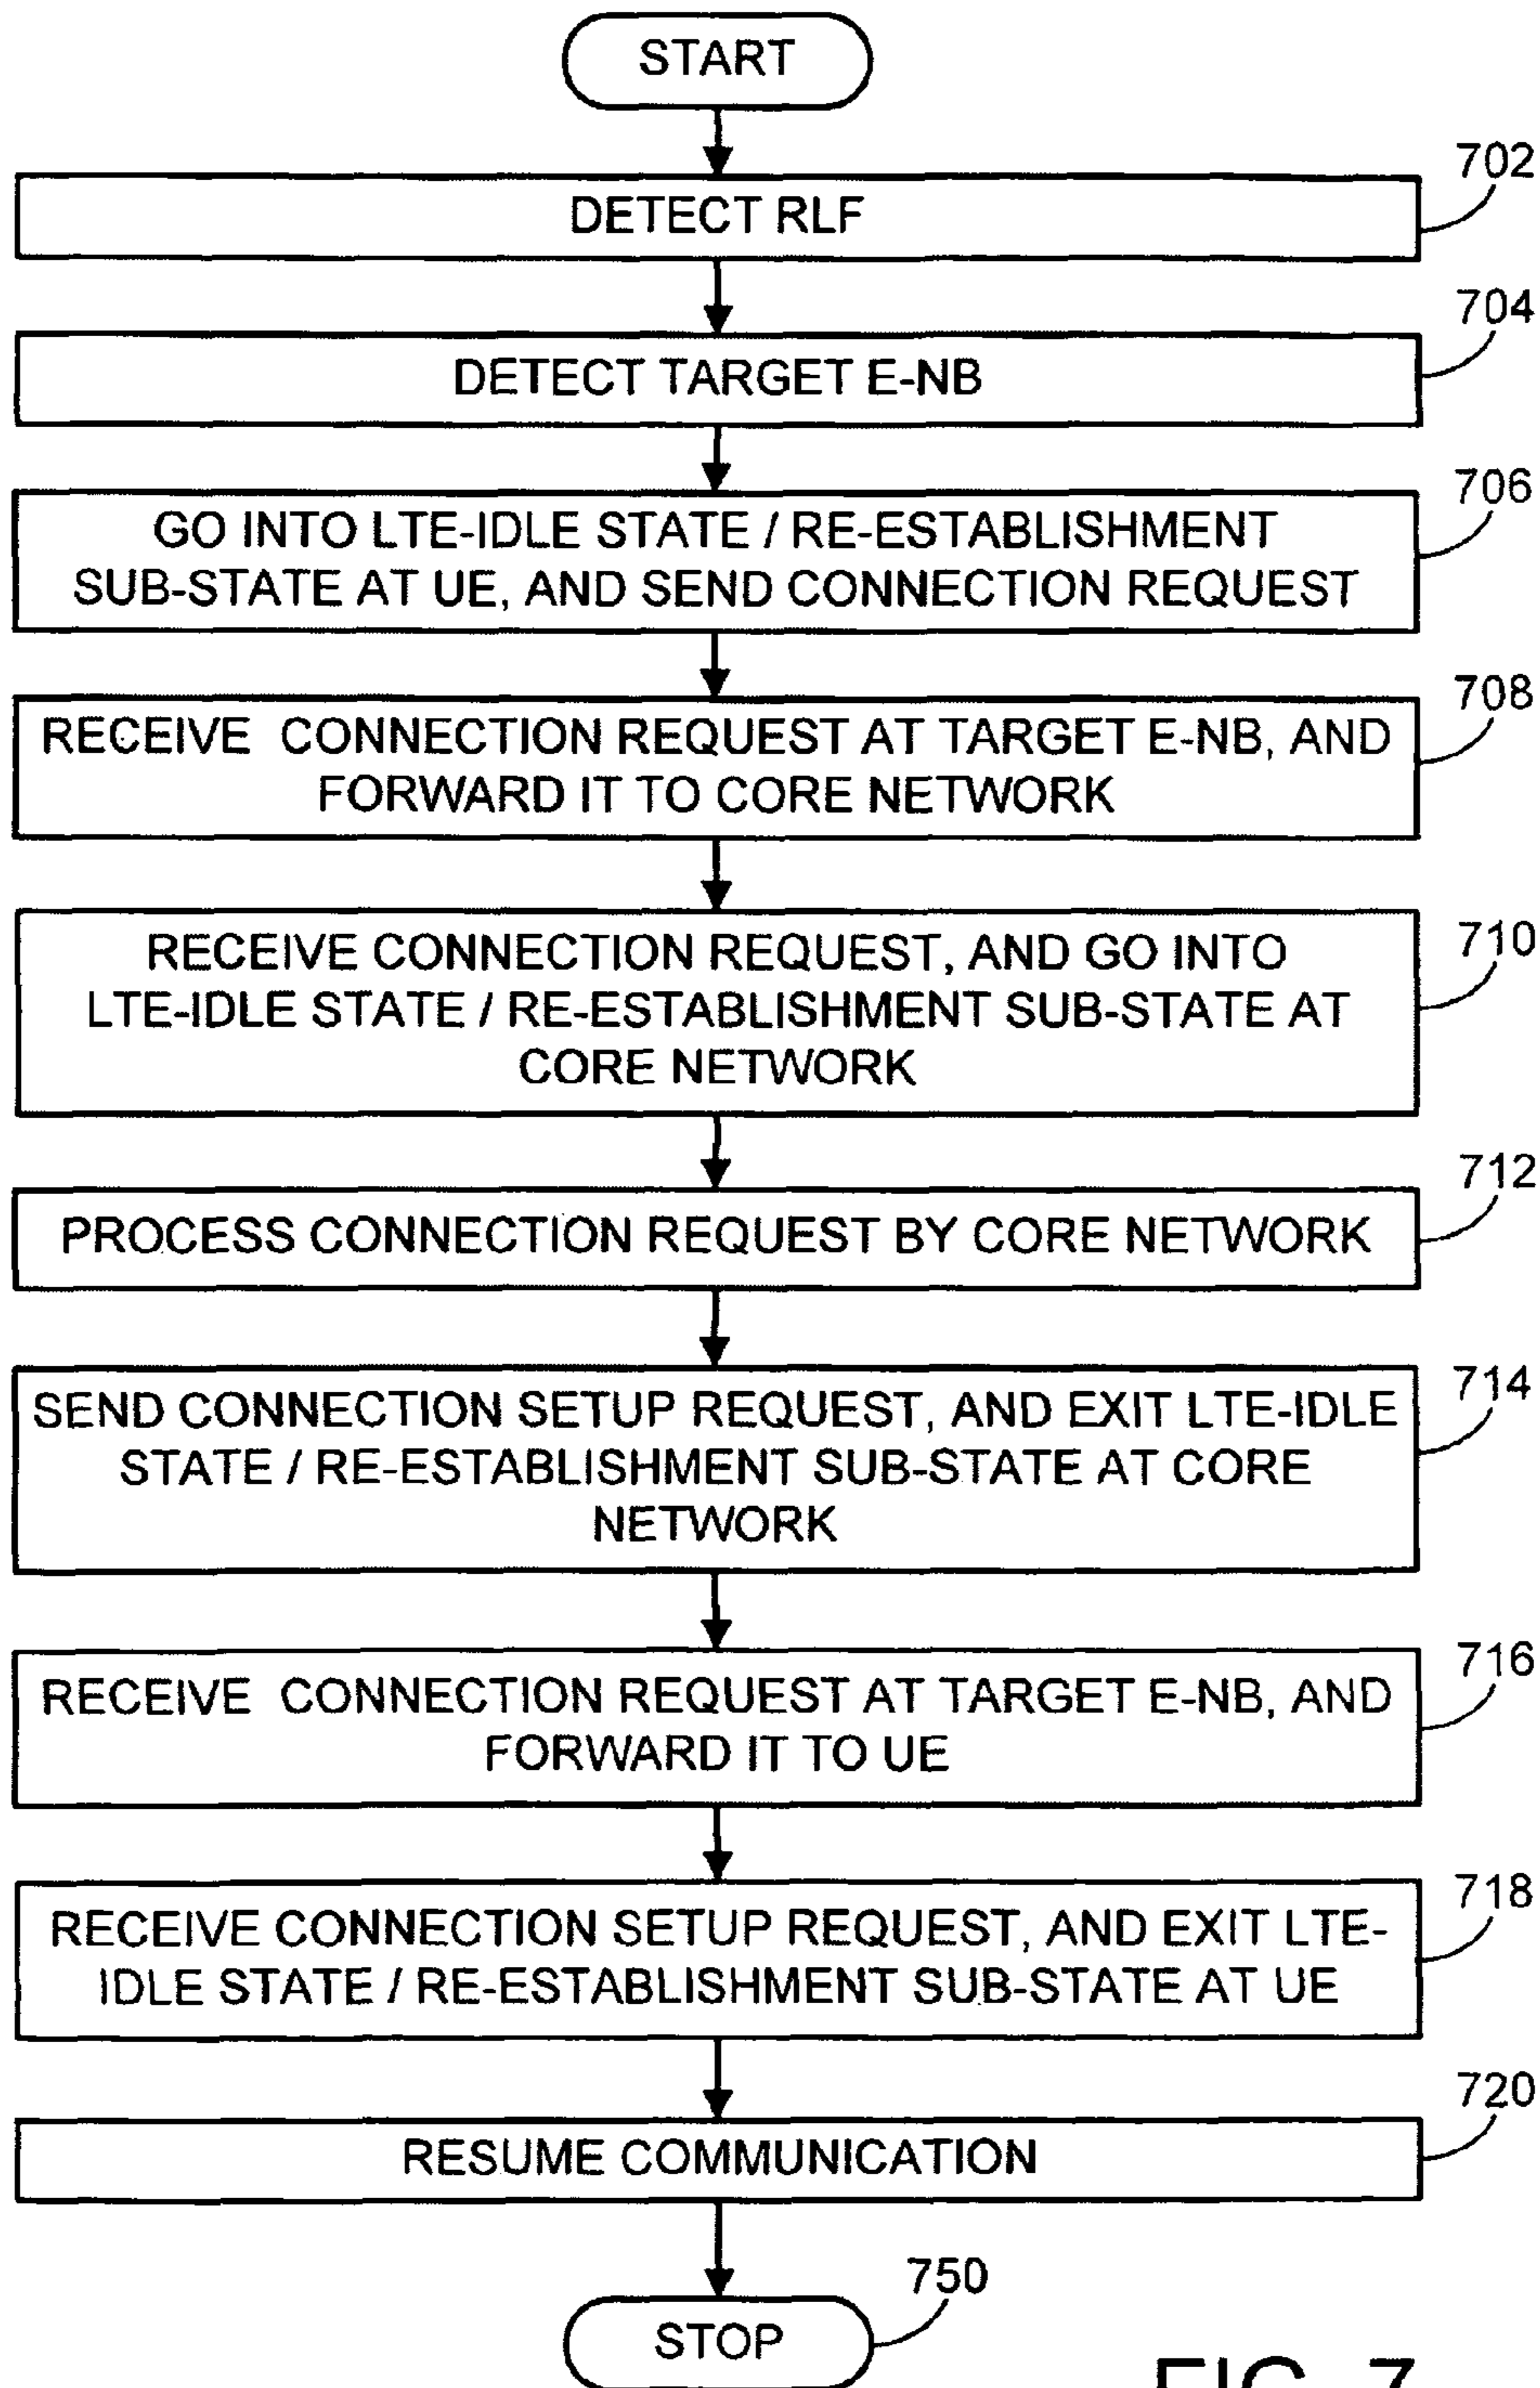 START
702
DETECT RLF
704
DETECT TARGET E-NB
706
GO INTO LTE-IDLE STATE / RE-ESTABLISHMENT
SUB-STATE AT UE, AND SEND CONNECTION REQUEST
708
RECEIVE CONNECTION REQUEST AT TARGET E-NB, AND
FORWARD IT TO CORE NETWORK
710
RECEIVE CONNECTION REQUEST, AND GO INTO
LTE-IDLE STATE / RE-ESTABLISHMENT SUB-STATE AT
CORE NETWORK
712
PROCESS CONNECTION REQUEST BY CORE NETWORK
714
SEND CONNECTION SETUP REQUEST, AND EXIT LTE-IDLE
STATE / RE-ESTABLISHMENT SUB-STATE AT CORE
NETWORK
716
RECEIVE CONNECTION REQUEST AT TARGET E-NB, AND
FORWARD IT TO UE
718
RECEIVE CONNECTION SETUP REQUEST, AND EXIT LTE-
IDLE STATE / RE-ESTABLISHMENT SUB-STATE AT UE
720
RESUME COMMUNICATION
750
STOP
FIG. 7